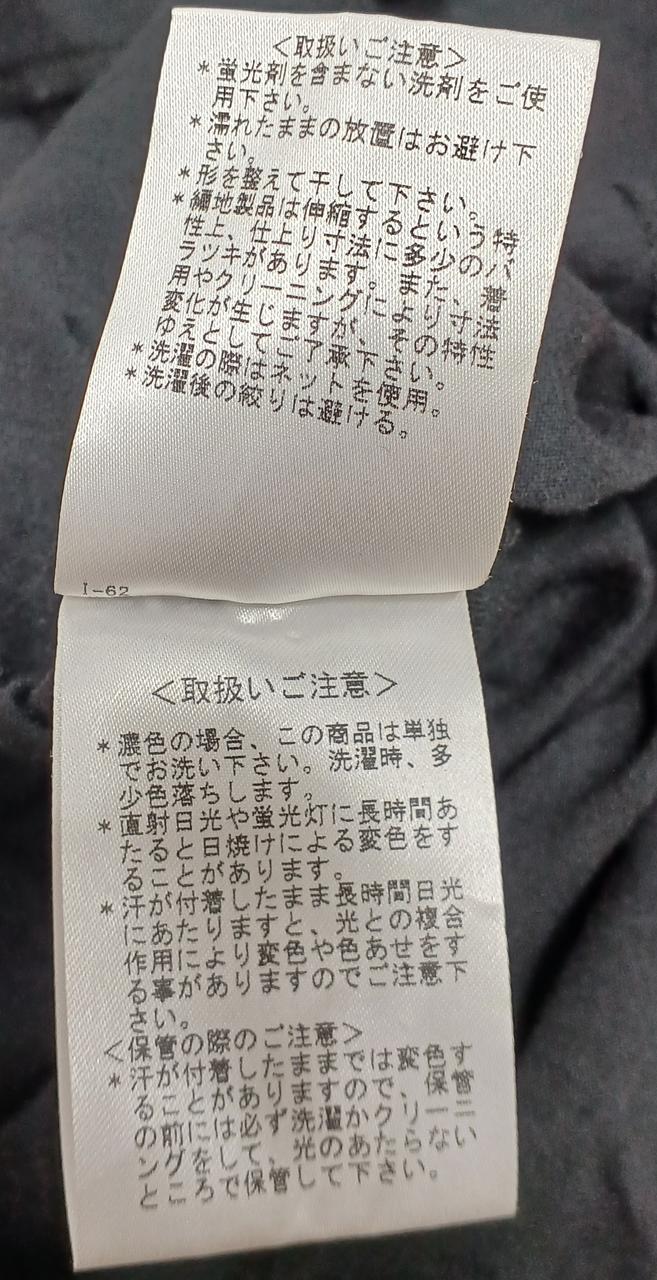 ＜取扱いご注意＞
＊蛍光剤を含まない洗剤をご使
用下さい。
＊濡れたままの放置はお避け下
さい。
＊形を整えて干して下さい。
＊編地製品は伸縮するという特
性上、仕上り寸法に多少のバ
ラツキがあります。また、着
用やクリーニングにより寸法
変化が生じますが、その特性
ゆえとしてご了承下さい。
＊洗濯の際はネットを使用。
＊洗濯後の絞りは避ける。
I-62
＜取扱いご注意＞
＊濃色の場合、この商品は単独
でお洗い下さい。洗濯時、多
少色落ちします。
＊直射日光や蛍光灯に長時間あ
たると日焼けによる変色をす
ることがあります。
＊汗が付着したまま長時間日光
にあたりますと、光との複合
作用により変色や色あせをす
る事がありますのでご注意下
さい。
＜保管の際のご注意＞
＊汗が付着したままでは変色す
ることがありますので、保管
の前には必ず洗濯かクリーニ
ングをして、光のあたらない
ところで保管して下さい。